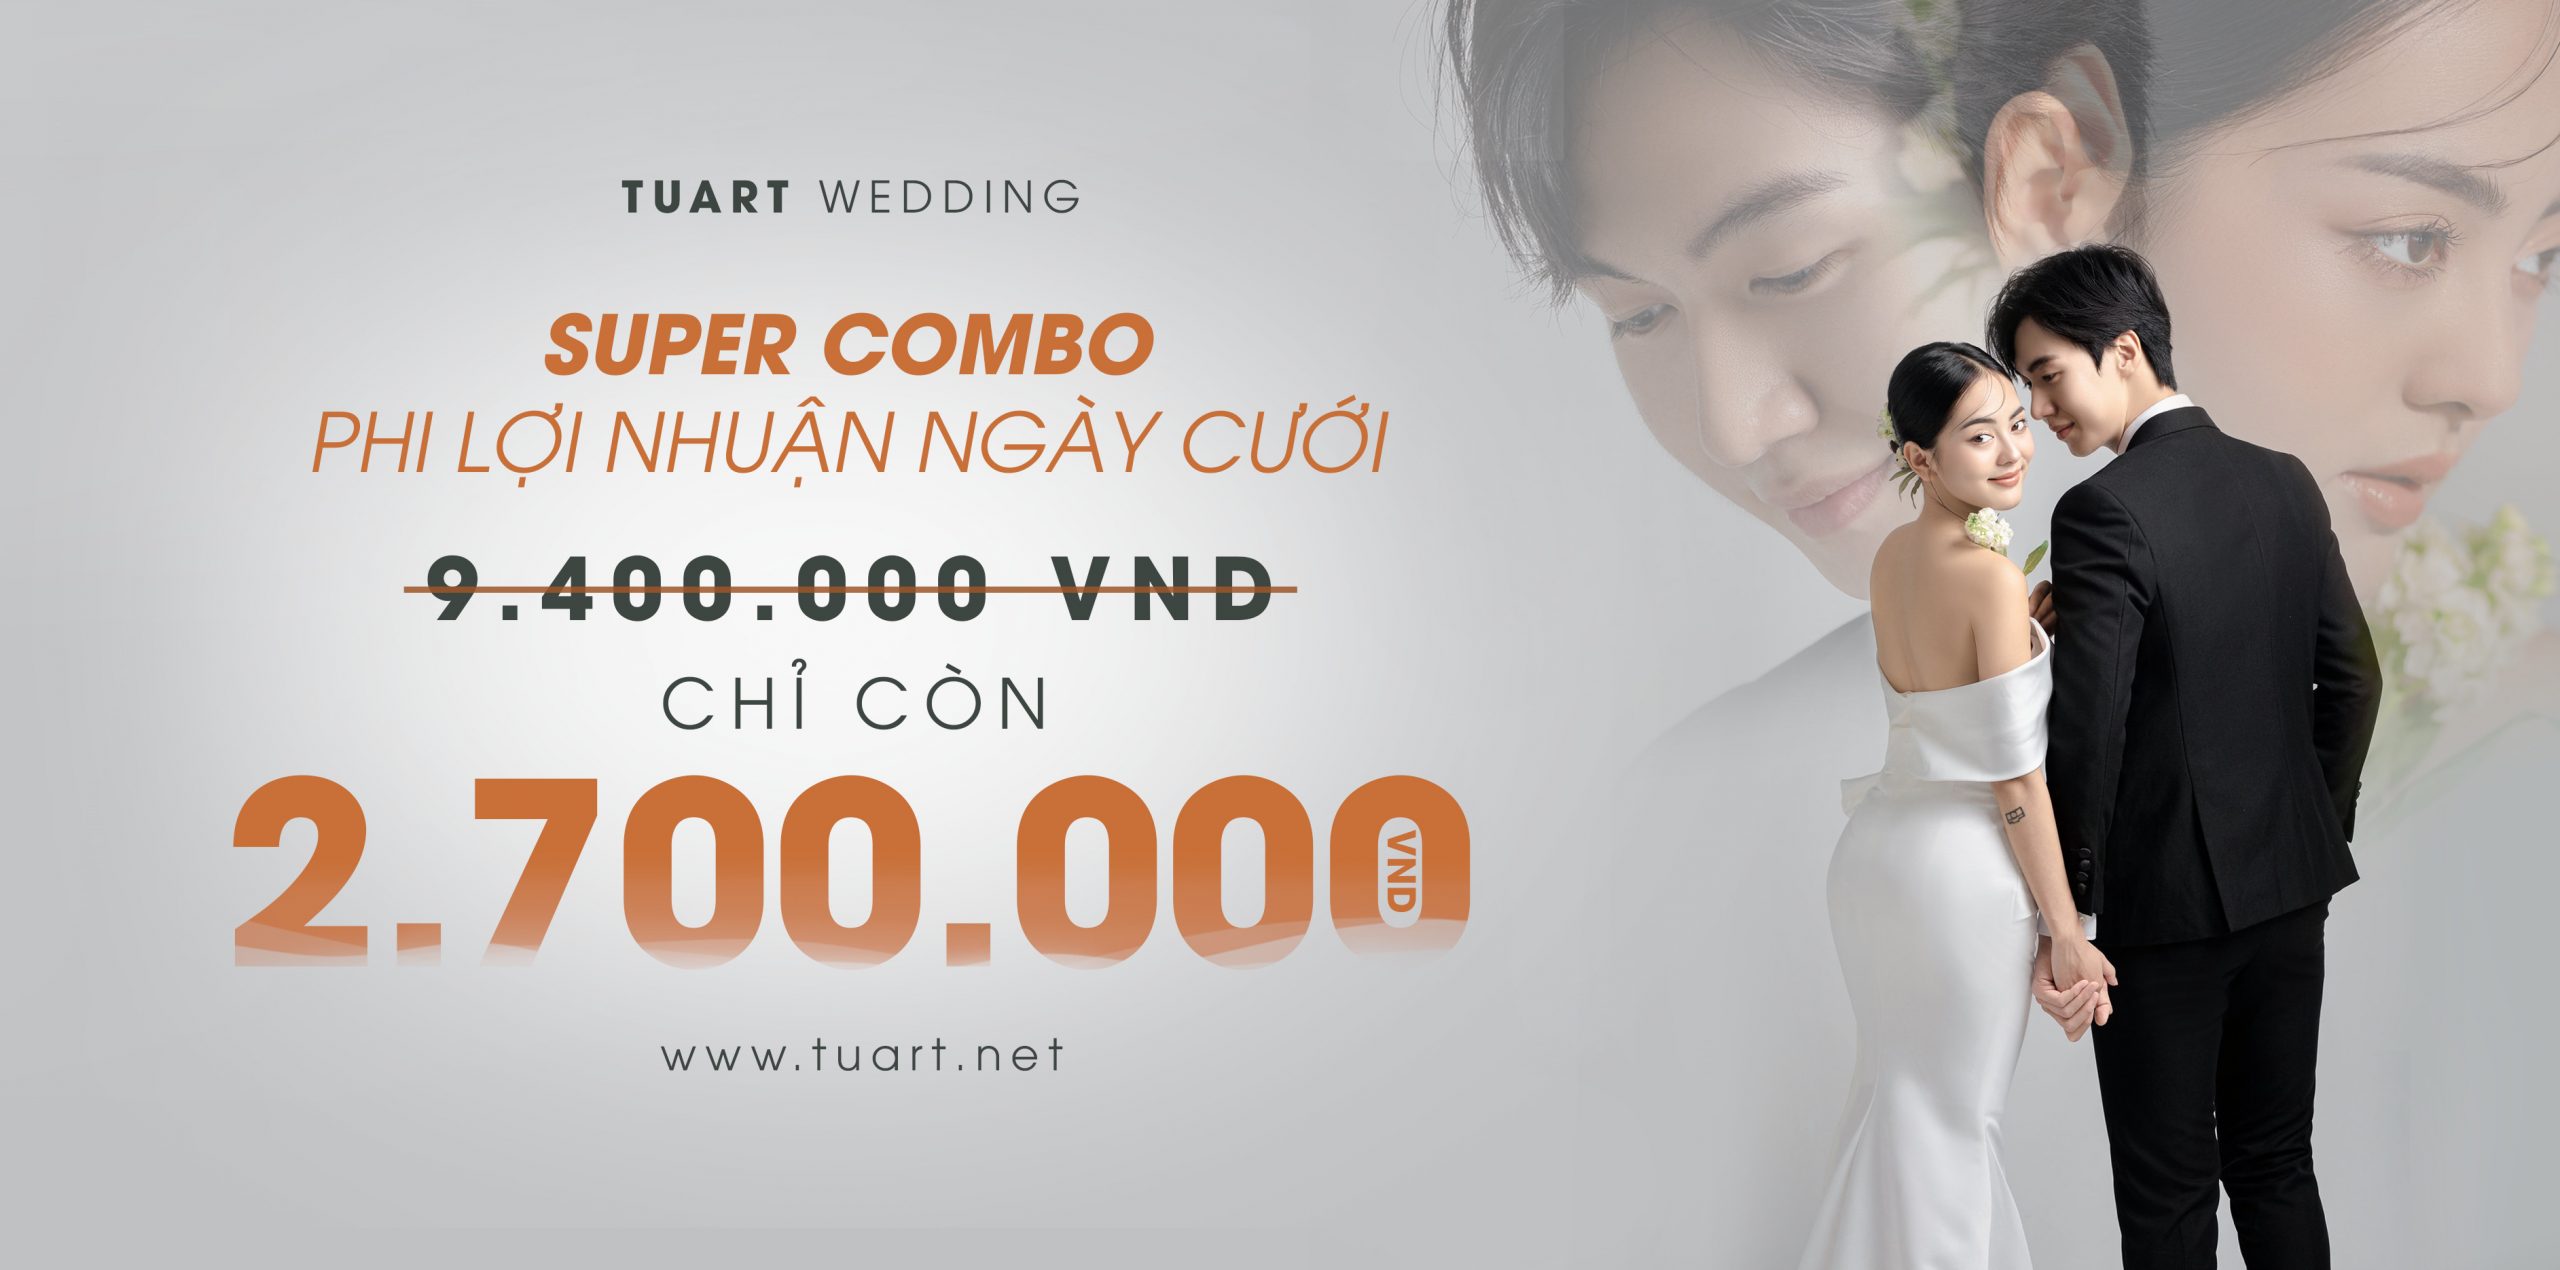 TUART WEDDING
SUPER COMBO
PHI LỢI NHUẬN NGÀY CƯỚI
9.400.000 VND
CHỈ CÒN
2.700.000 VND
www.tuart.net